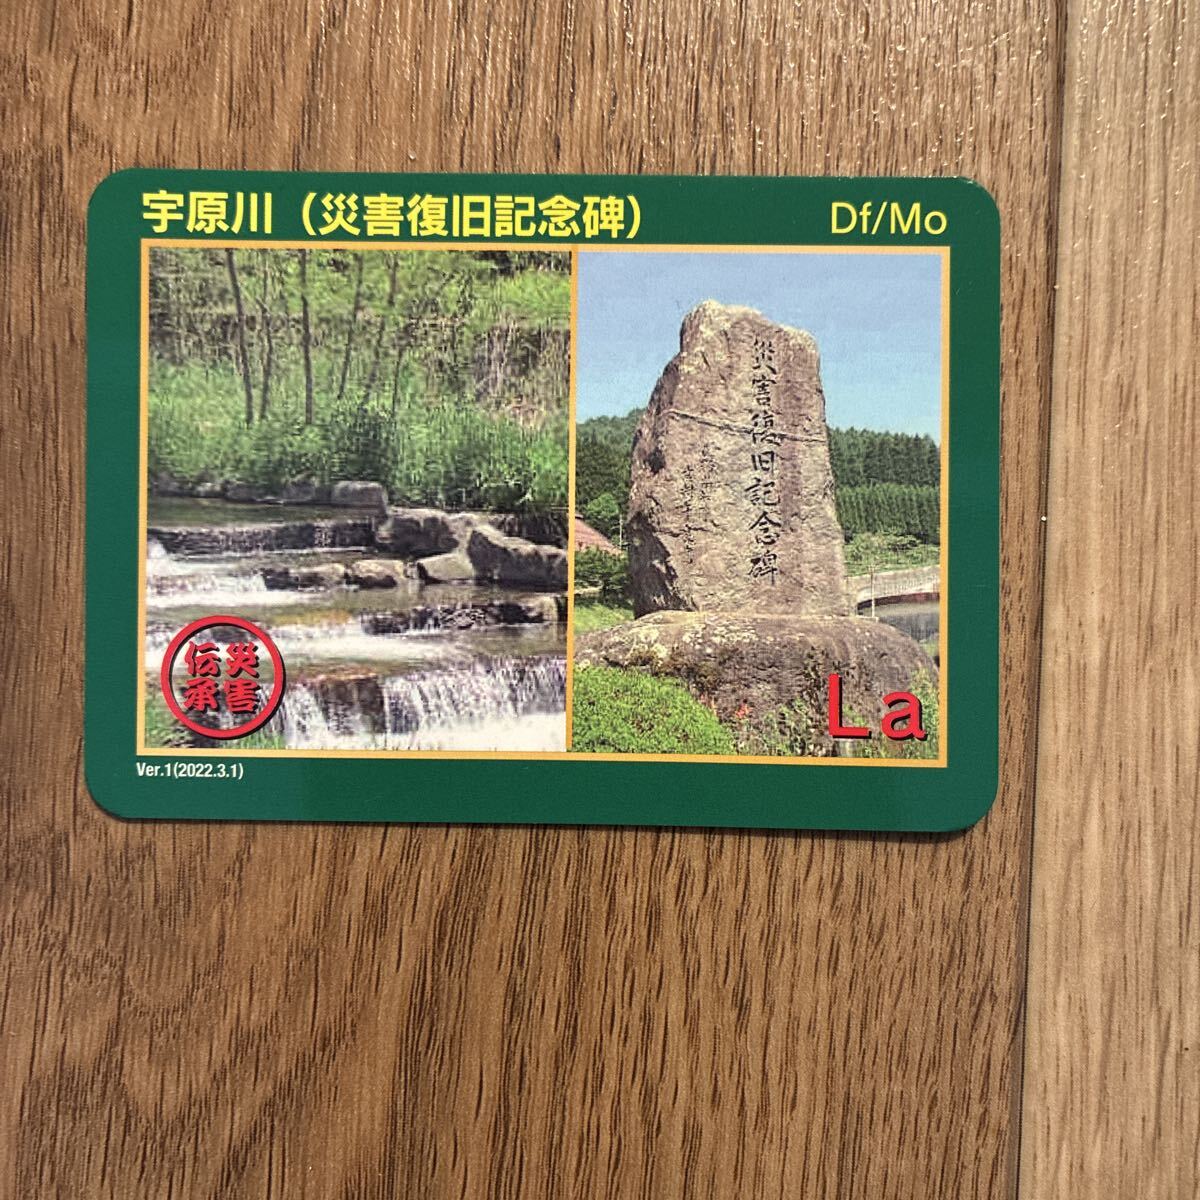 宇原川（災害復旧記念碑）
Df/Mo
災害復旧記念碑
災害
伝承
La
Ver.1(2022.3.1)